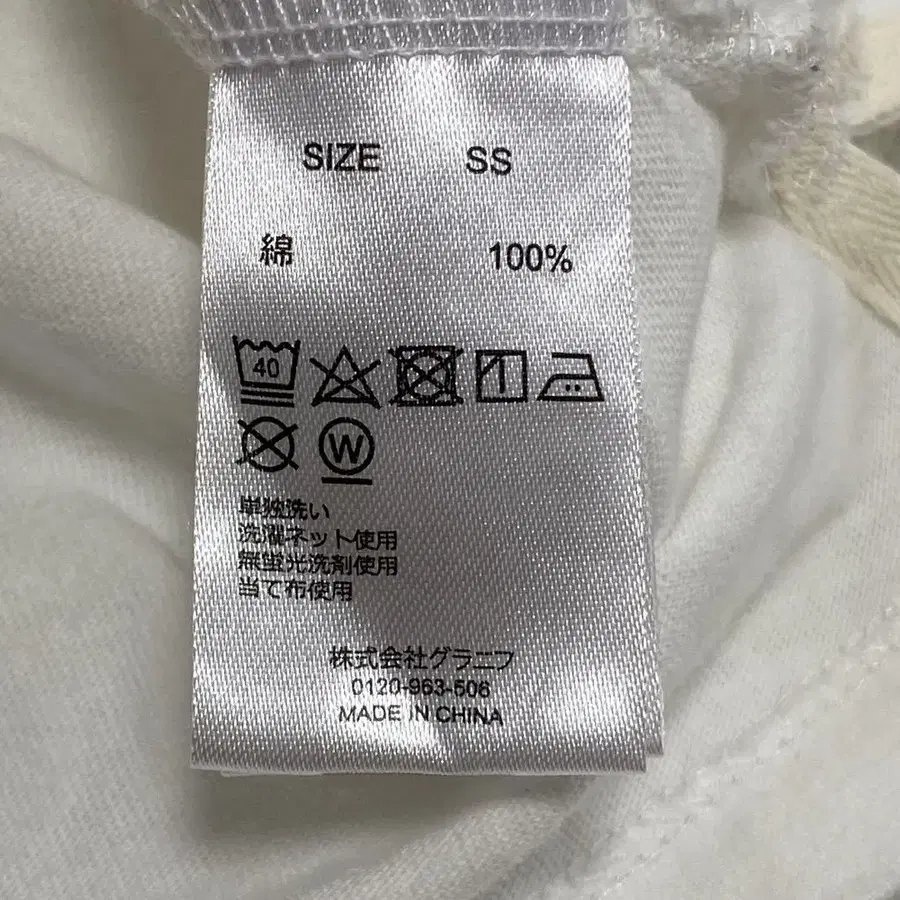 SIZE SS
綿 100%
40
W
単独洗い
洗濯ネット使用
無蛍光洗剤使用
当て布使用
株式会社グラニフ
0120-963-506
MADE IN CHINA